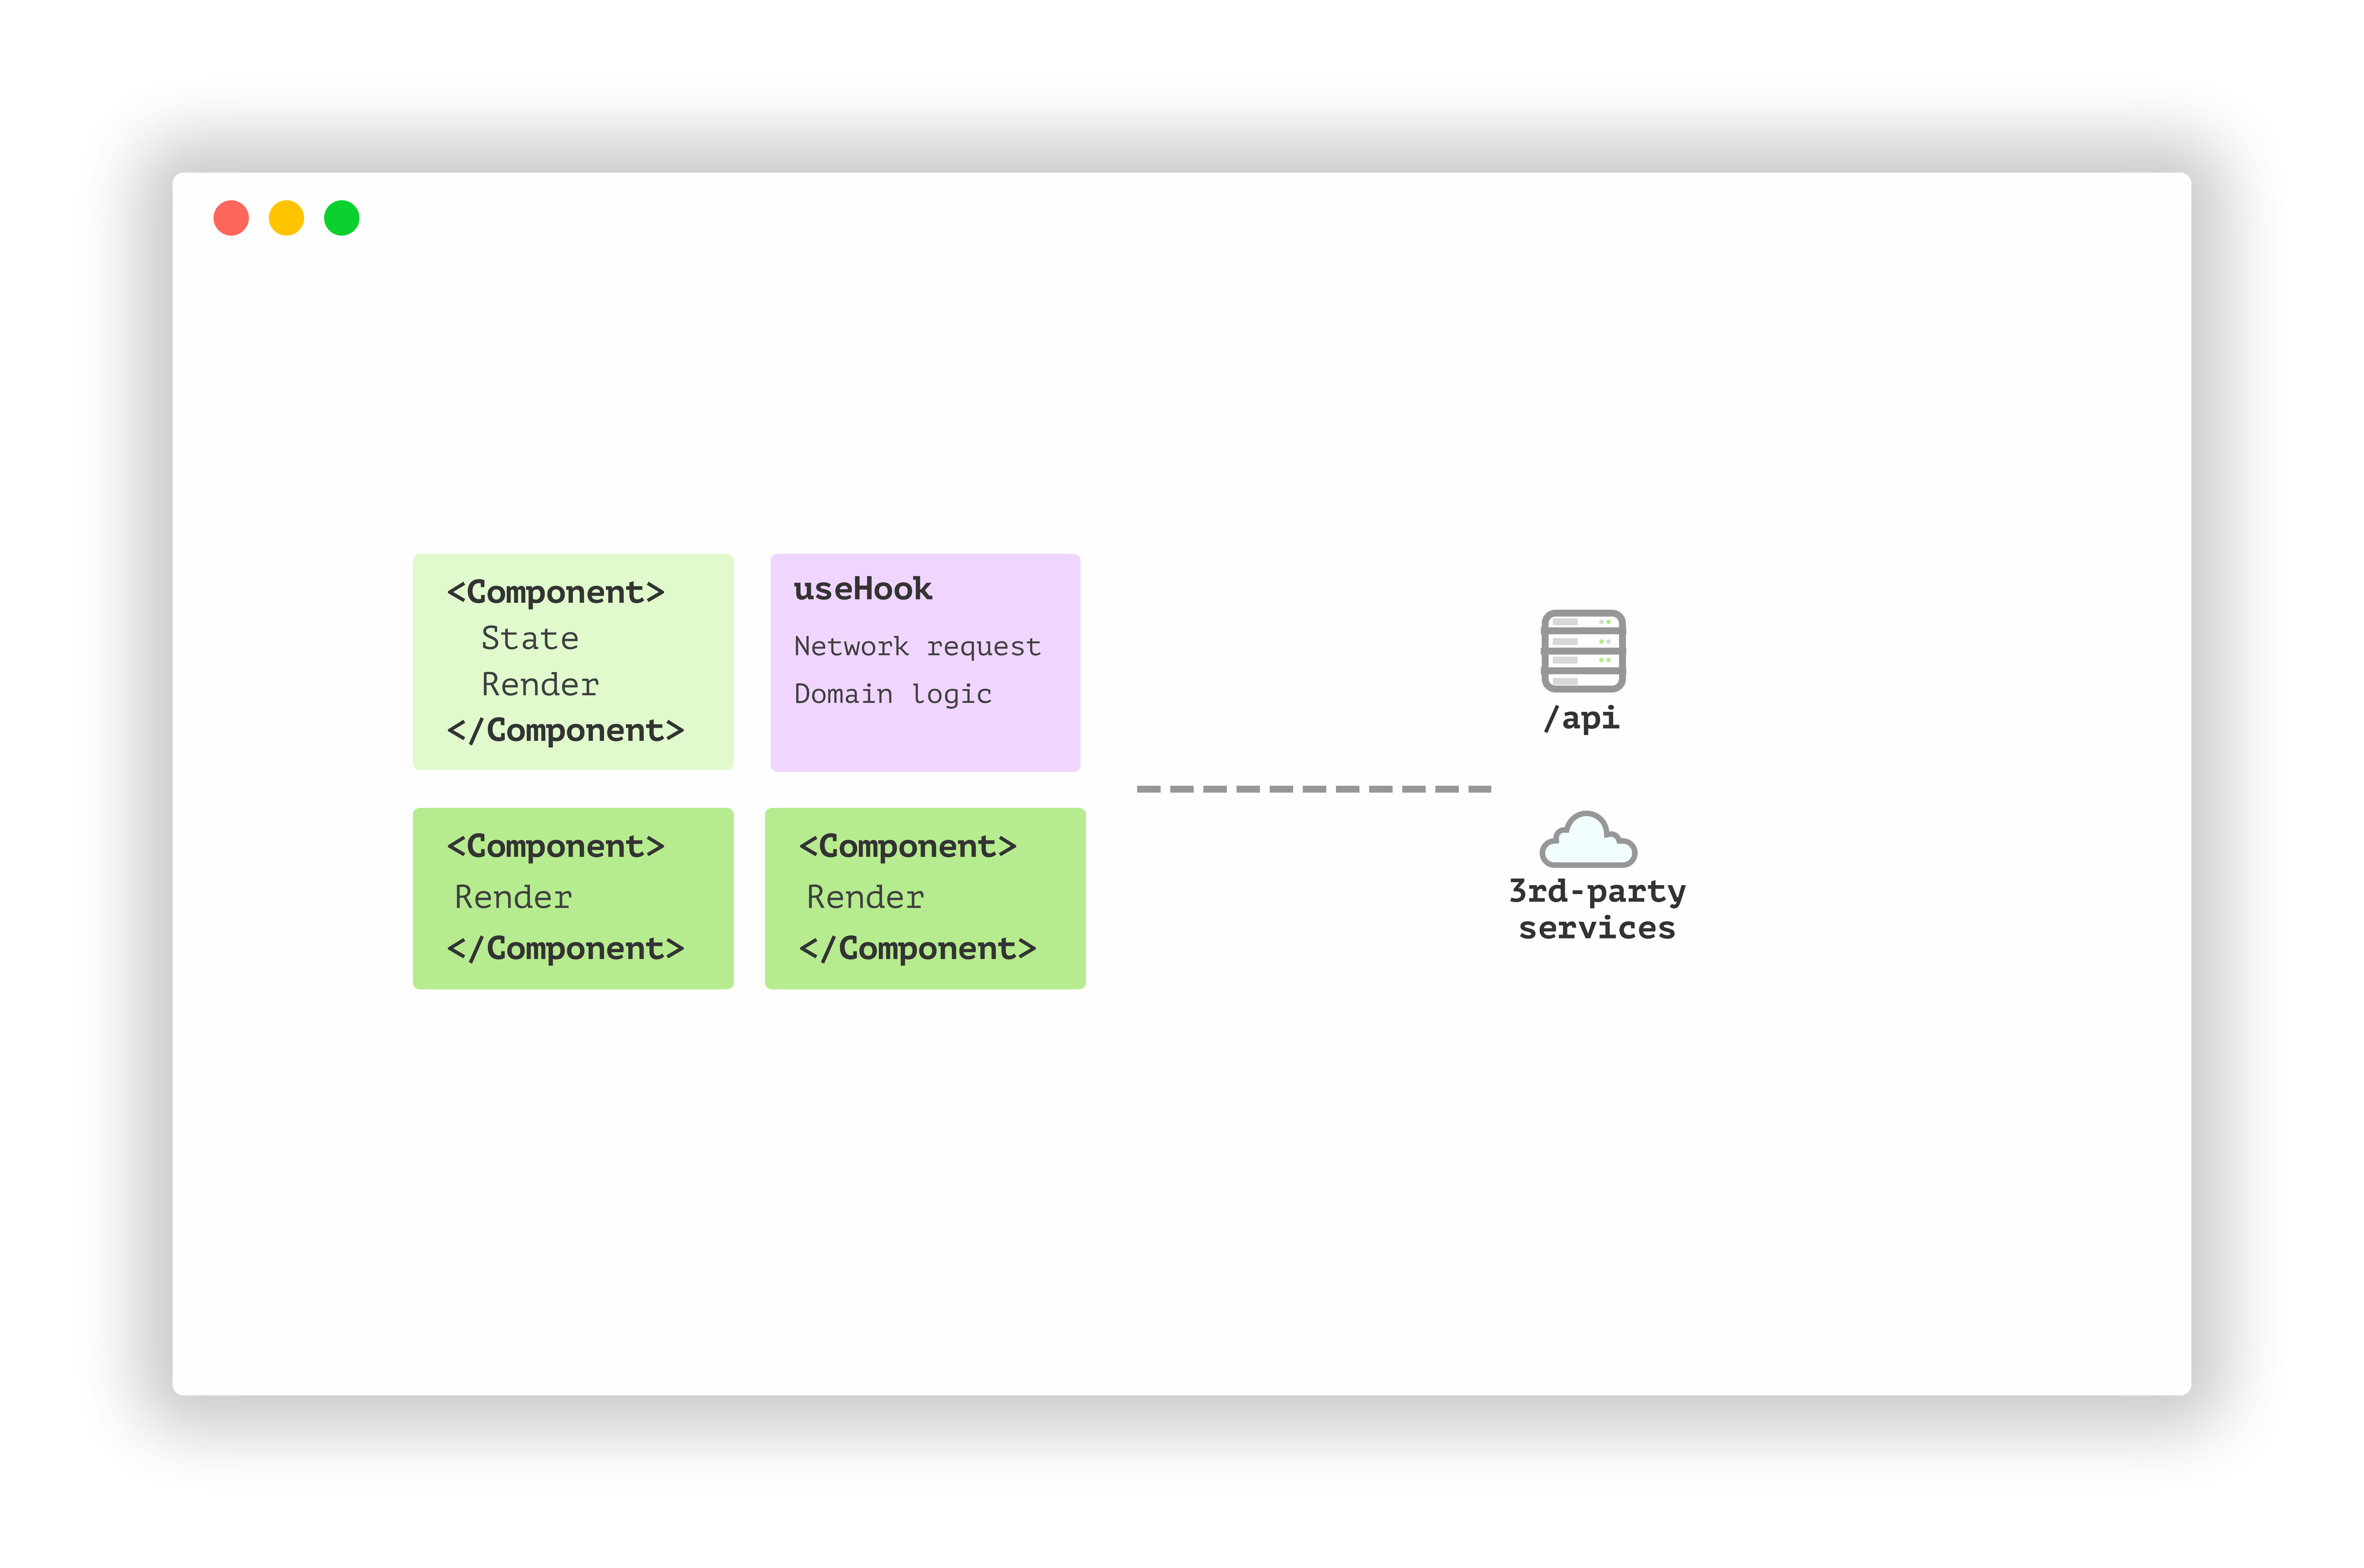 <Component>
State
Render
</Component>
useHook
Network request
Domain logic
<Component>
Render
</Component>
<Component>
Render
</Component>
/api
3rd-party
services